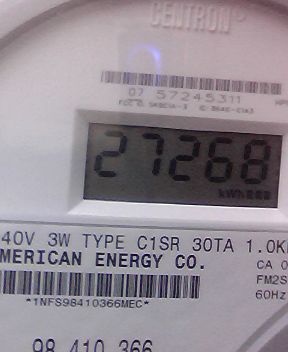 CENTRON
07 57245311
27268
kWh
40V 3W TYPE C1SR 30TA 1.0K
MERICAN ENERGY CO.
CA 0
FM2S
60Hz
*1NFS98410366MEC*
98 410 366